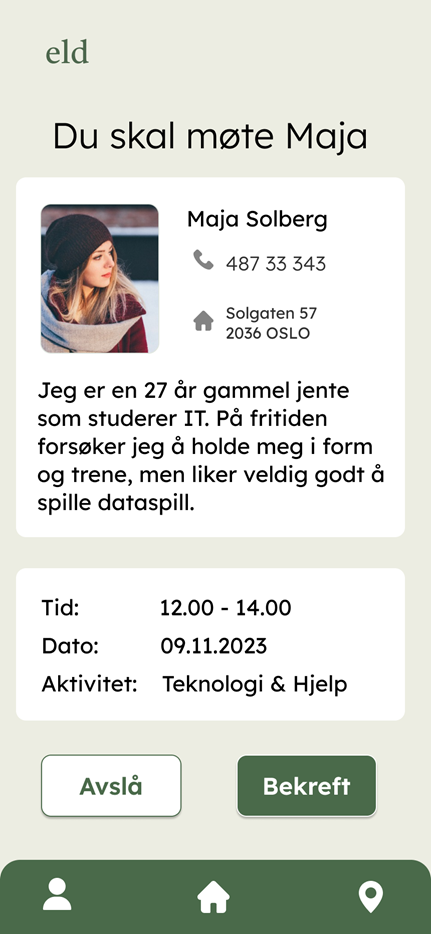 eld
Du skal møte Maja
Maja Solberg
487 33 343
Solgaten 57
2036 OSLO
Jeg er en 27 år gammel jente
som studerer IT. På fritiden
forsøker jeg å holde meg i form
og trene, men liker veldig godt å
spille dataspill.
Tid: 12.00 - 14.00
Dato: 09.11.2023
Aktivitet: Teknologi & Hjelp
Avslå Bekreft